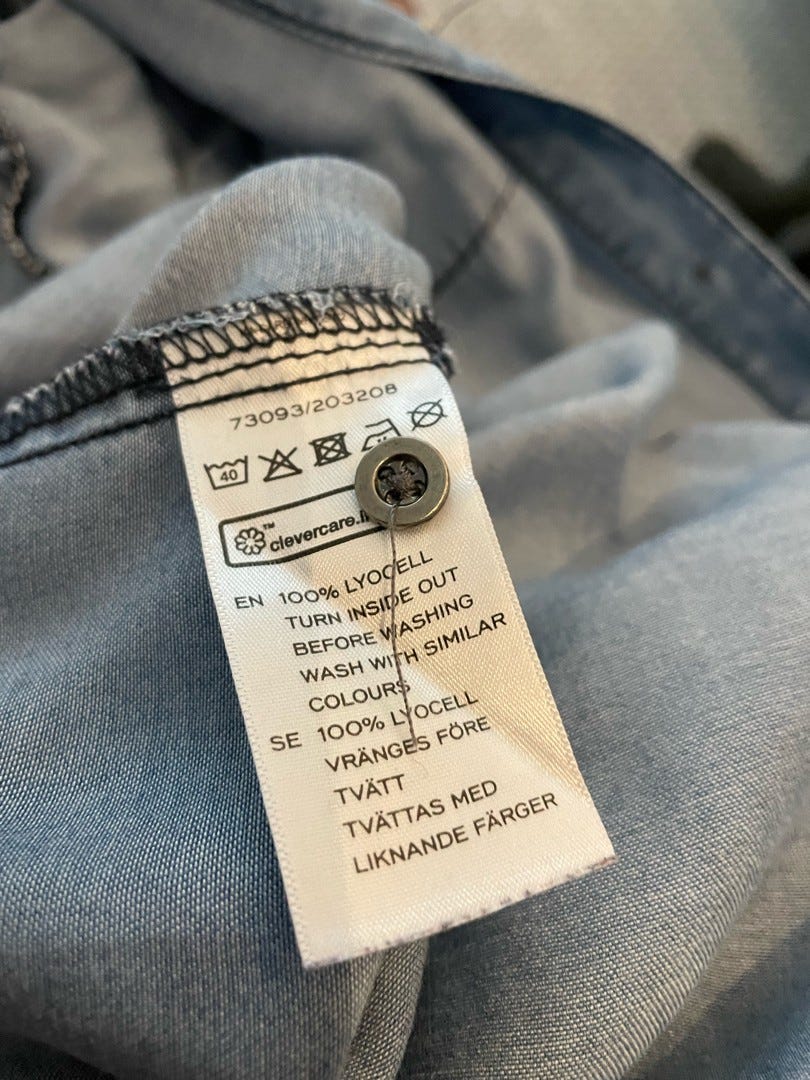 73093/203208
40
clevercare.i
EN 100% LYOCELL
TURN INSIDE OUT
BEFORE WASHING
WASH WITH SIMILAR
COLOURS
SE 100% LYOCELL
VRÄNGES FÖRE
TVÄTT
TVÄTTAS MED
LIKNANDE FÄRGER